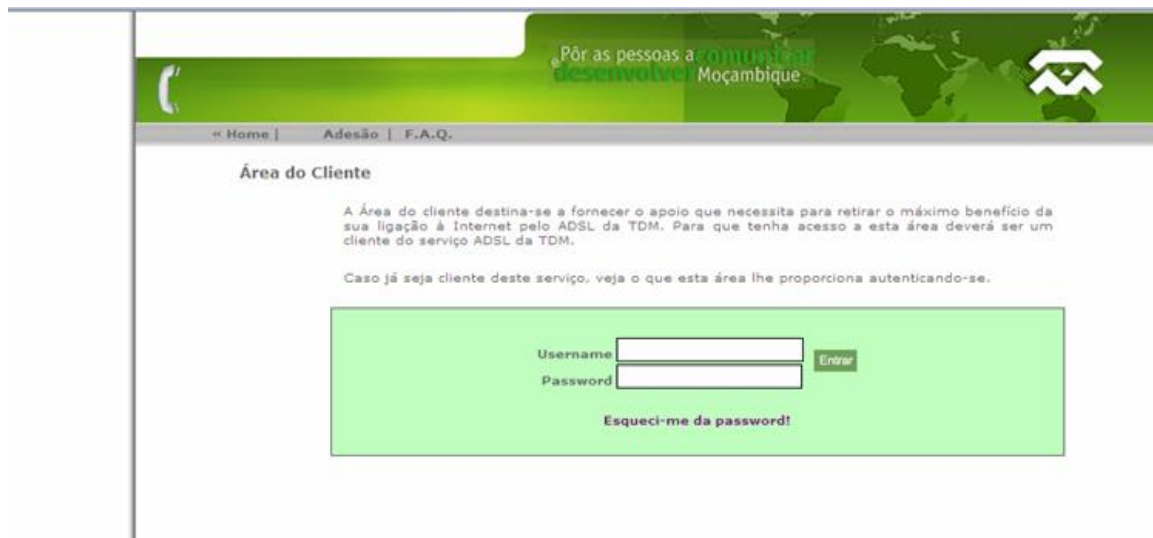 Pôr as pessoas a comunicar
e desenvolver Moçambique
« Home | Adesão | F.A.Q.
Área do Cliente
A Área do cliente destina-se a fornecer o apoio que necessita para retirar o máximo benefício da
sua ligação à Internet pelo ADSL da TDM. Para que tenha acesso a esta área deverá ser um
cliente do serviço ADSL da TDM.
Caso já seja cliente deste serviço, veja o que esta área lhe proporciona autenticando-se.
Username
Entrar
Password
Esqueci-me da password!